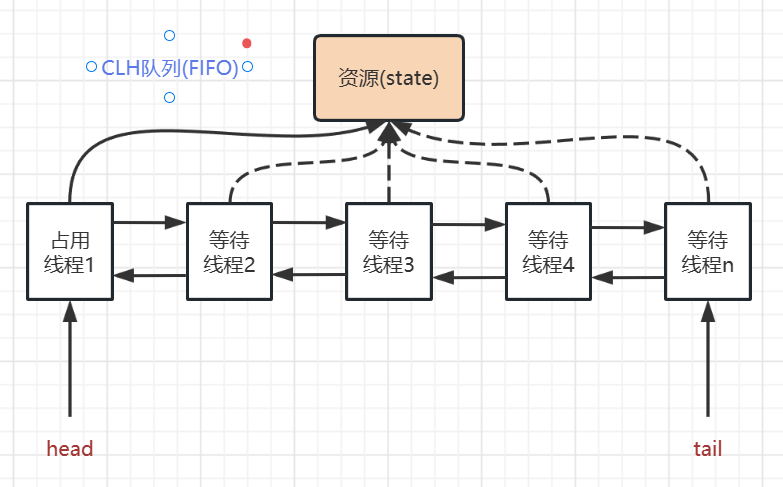 CLH队列(FIFO)
资源(state)
占用
线程1
等待
线程2
等待
线程3
等待
线程4
等待
线程n
head
tail